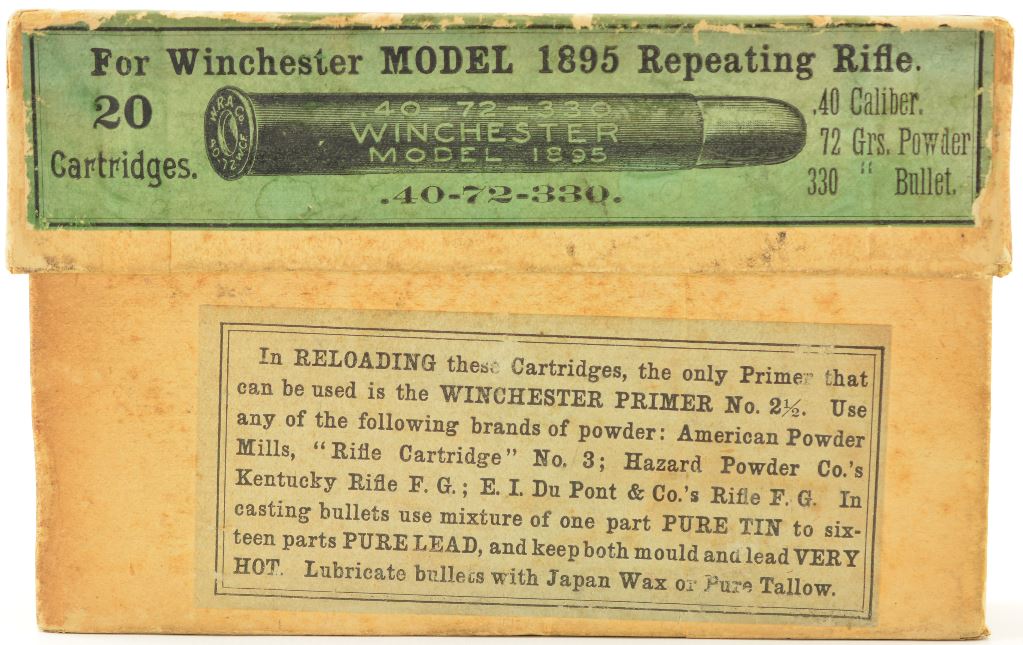 For Winchester MODEL 1895 Repeating Rifle.
20
Cartridges.
W.R.A. Co.
40-72 WCF
40-72-330
WINCHESTER
MODEL 1895
.40-72-330.
.40 Caliber.
72 Grs. Powder
330 " Bullet.
In RELOADING these Cartridges, the only Primer that
can be used is the WINCHESTER PRIMER No. 2½. Use
any of the following brands of powder: American Powder
Mills, "Rifle Cartridge" No. 3; Hazard Powder Co.'s
Kentucky Rifle F. G.; E. I. Du Pont & Co.'s Rifle F. G. In
casting bullets use mixture of one part PURE TIN to six-
teen parts PURE LEAD, and keep both mould and lead VERY
HOT. Lubricate bullets with Japan Wax or Pure Tallow.